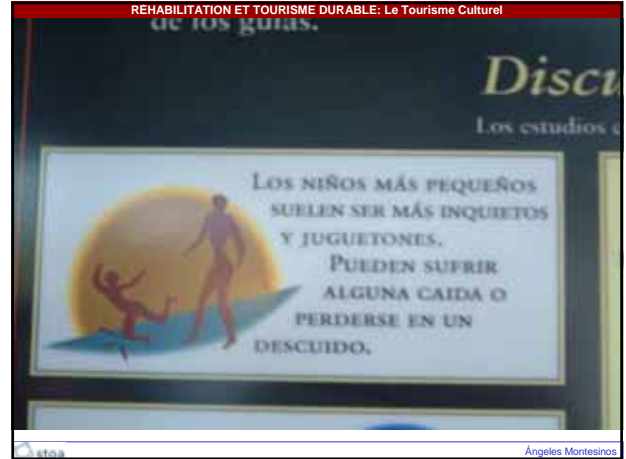 REHABILITATION ET TOURISME DURABLE: Le Tourisme Culturel
de los guías.
Discu
Los estudios
LOS NIÑOS MÁS PEQUEÑOS
SUELEN SER MÁS INQUIETOS
Y JUGUETONES.
PUEDEN SUFRIR
ALGUNA CAIDA O
PERDERSE EN UN
DESCUIDO.
stoa
Ángeles Montesinos